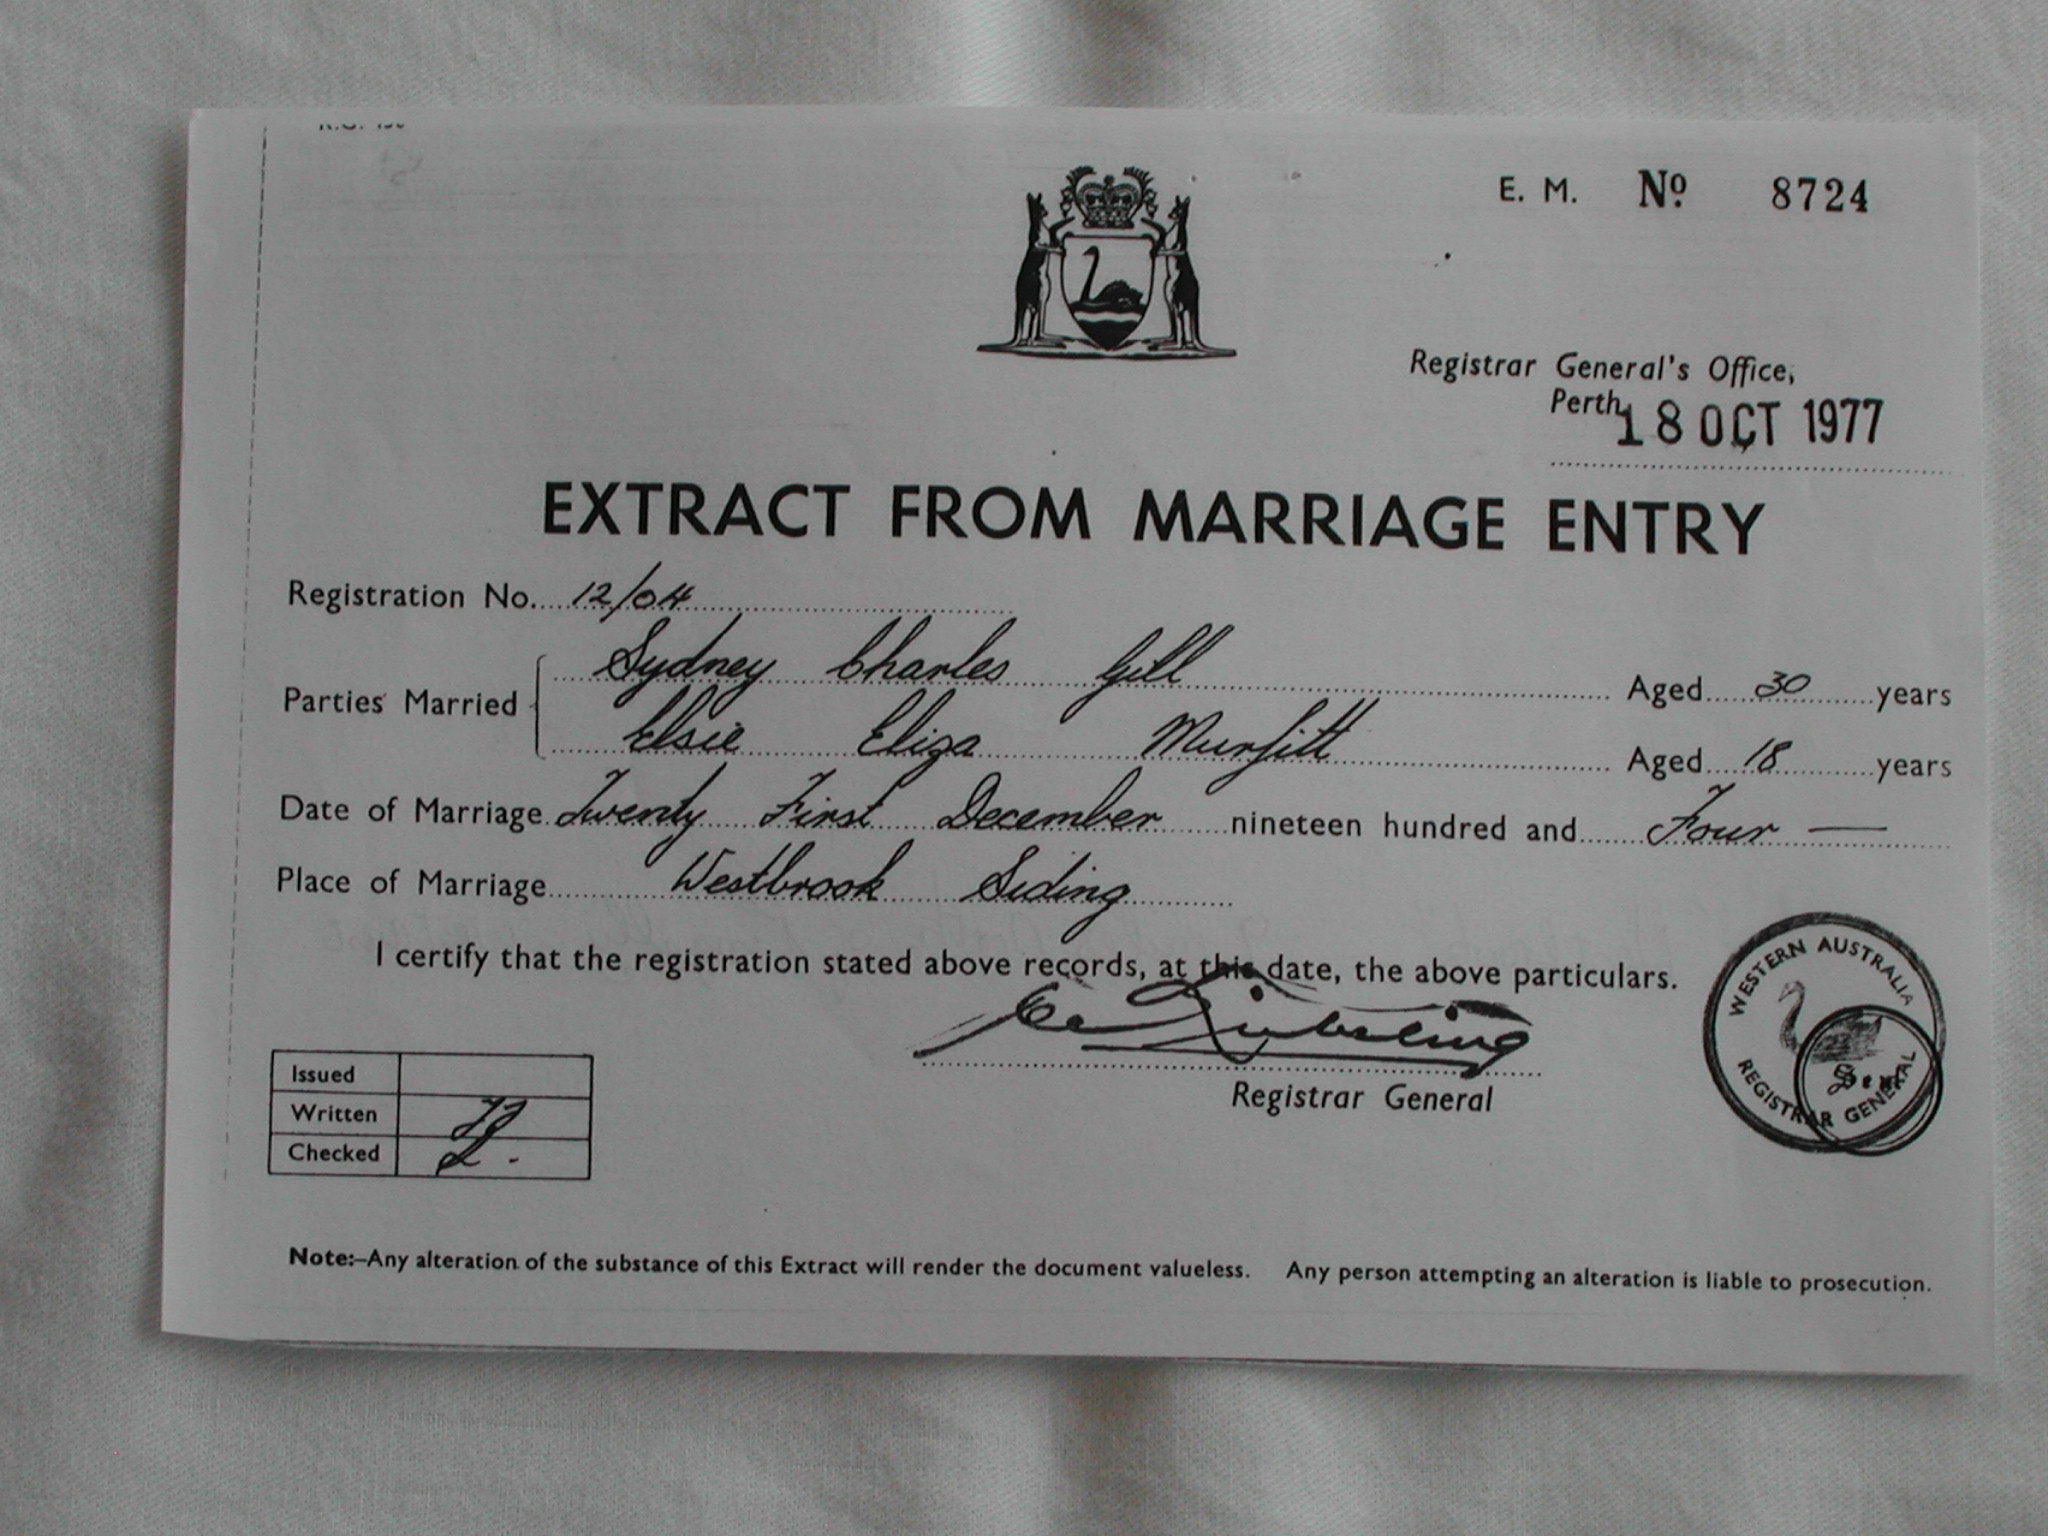 E. M. No. 8724
Registrar General's Office,
Perth 18 OCT 1977
EXTRACT FROM MARRIAGE ENTRY
Registration No. 12/04
Parties Married Sydney Charles Gill Aged 30 years
Elsie Eliza Murfitt Aged 18 years
Date of Marriage Twenty First December nineteen hundred and Four —
Place of Marriage Westbrook Siding
I certify that the registration stated above records, at this date, the above particulars.
Registrar General
WESTERN AUSTRALIA
REGISTRAR GENERAL
Issued
Written
Checked
Note:–Any alteration of the substance of this Extract will render the document valueless. Any person attempting an alteration is liable to prosecution.